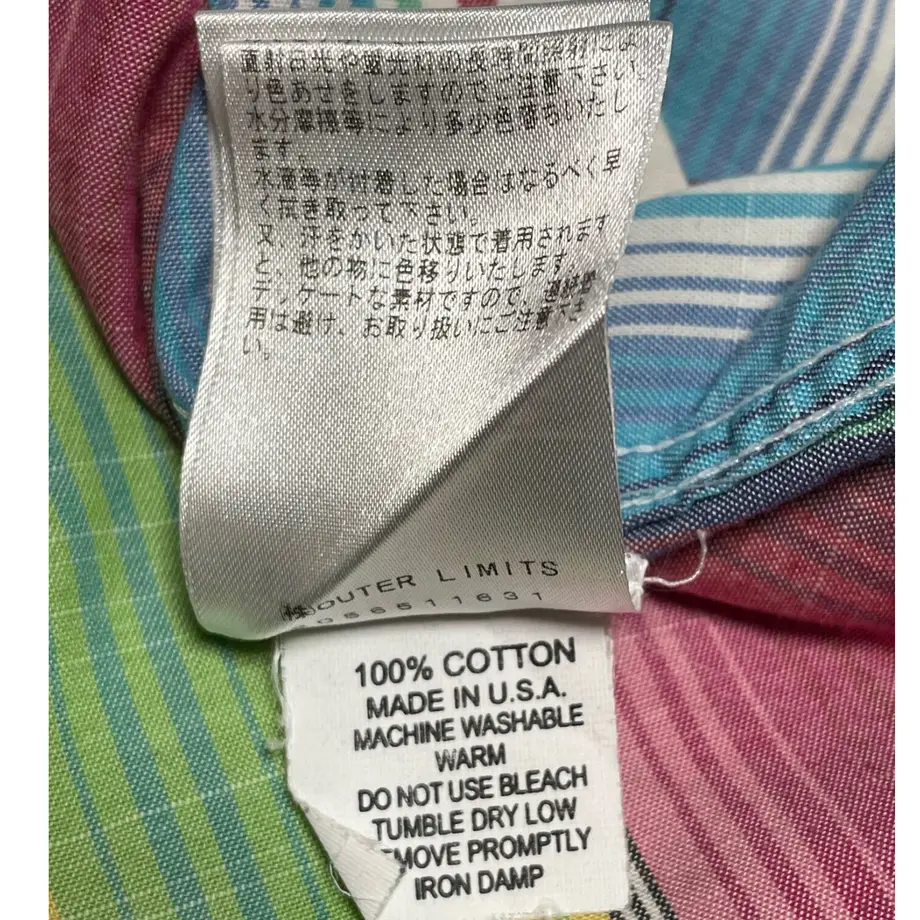 直射日光や蛍光灯の長時間照射によ
り色あせをしますのでご注意下さい。
水分摩擦等により多少色落ちいたし
ます。
水滴等が付着した場合はなるべく早
く拭き取って下さい。
又、汗をかいた状態で着用されます
と、他の物に色移りいたします。
デリケートな素材ですので、連続着
用は避け、お取り扱いにご注意下さ
い。
㈱OUTER LIMITS
100% COTTON
MADE IN U.S.A.
MACHINE WASHABLE
WARM
DO NOT USE BLEACH
TUMBLE DRY LOW
MOVE PROMPTLY
IRON DAMP